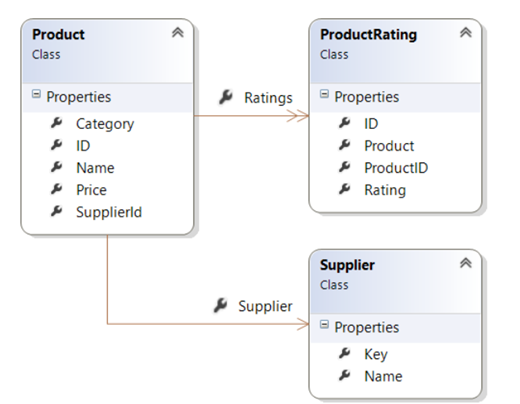 Product
Class
Properties
Category
ID
Name
Price
SupplierId
Ratings
ProductRating
Class
Properties
ID
Product
ProductID
Rating
Supplier
Supplier
Class
Properties
Key
Name